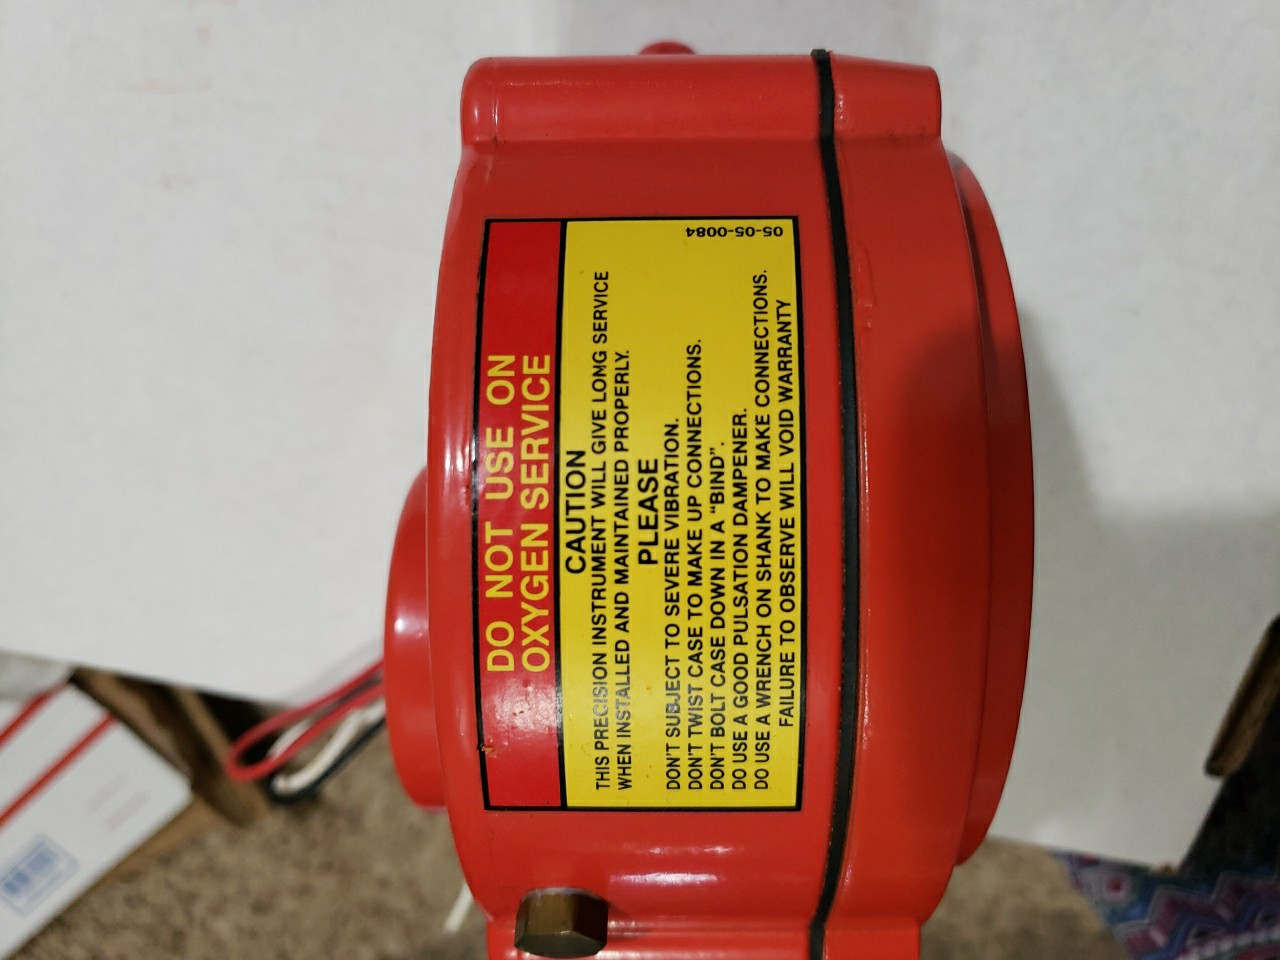 DO NOT USE ON
OXYGEN SERVICE
CAUTION
THIS PRECISION INSTRUMENT WILL GIVE LONG SERVICE
WHEN INSTALLED AND MAINTAINED PROPERLY.
PLEASE
DON'T SUBJECT TO SEVERE VIBRATION.
DON'T TWIST CASE TO MAKE UP CONNECTIONS.
DON'T BOLT CASE DOWN IN A "BIND".
DO USE A GOOD PULSATION DAMPENER.
DO USE A WRENCH ON SHANK TO MAKE CONNECTIONS.
FAILURE TO OBSERVE WILL VOID WARRANTY
05-05-0084